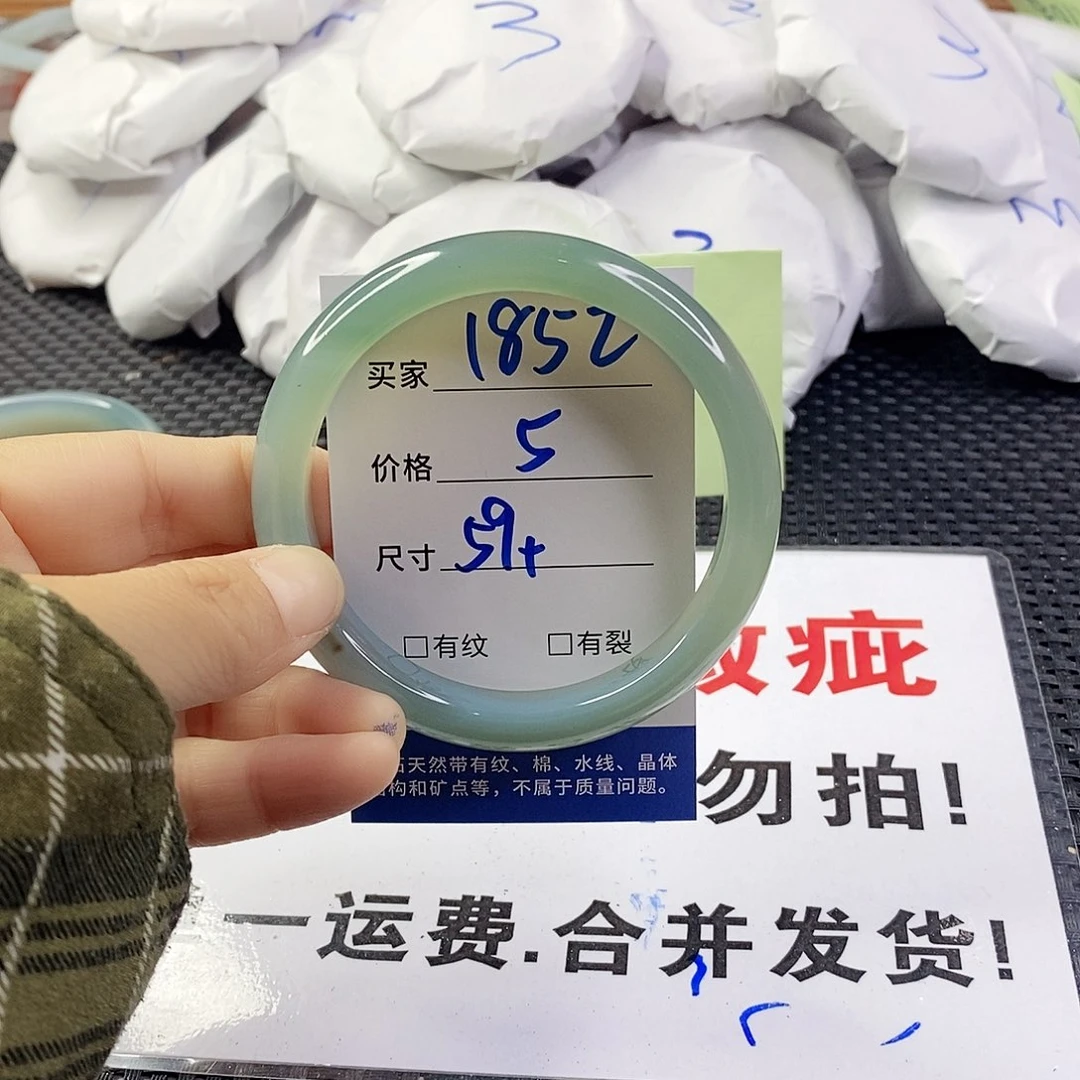 3
买家 1852
价格 5
尺寸 59+
□有纹 □有裂
天然带有纹、棉、水线、晶体
构和矿点等，不属于质量问题。
疵
勿拍!
一运费.合并发货!